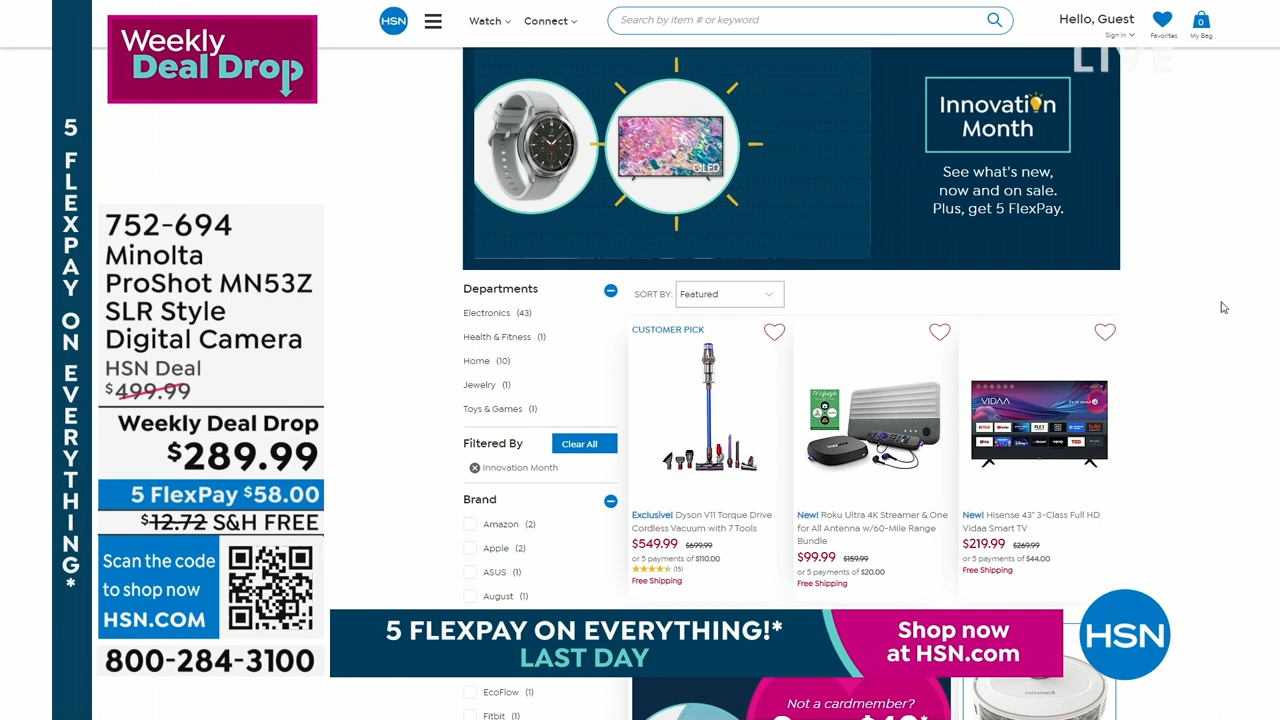 Weekly
Deal Drop
5 FLEXPAY ON EVERYTHING*
752-694
Minolta
ProShot MN53Z
SLR Style
Digital Camera
HSN Deal
$499.99
Weekly Deal Drop
$289.99
5 FlexPay $58.00
$12.72 S&H FREE
Scan the code
to shop now
HSN.COM
800-284-3100
HSN
Watch
Connect
Search by item # or keyword
Hello, Guest
Sign In
Favorites
0
My Bag
LIVE
QLED
Innovation
Month
See what's new,
now and on sale.
Plus, get 5 FlexPay.
Departments
Electronics (43)
Health & Fitness (1)
Home (10)
Jewelry (1)
Toys & Games (1)
Filtered By
Clear All
Innovation Month
Brand
Amazon (2)
Apple (2)
ASUS (1)
August (1)
EcoFlow (1)
Fitbit (1)
SORT BY: Featured
CUSTOMER PICK
Exclusive! Dyson V11 Torque Drive
Cordless Vacuum with 7 Tools
$549.99 $699.99
or 5 payments of $110.00
(15)
Free Shipping
New! Roku Ultra 4K Streamer & One
for All Antenna w/60-Mile Range
Bundle
$99.99 $159.99
or 5 payments of $20.00
Free Shipping
VIDAA
New! Hisense 43" 3-Class Full HD
Vidaa Smart TV
$219.99 $269.99
or 5 payments of $44.00
Free Shipping
5 FLEXPAY ON EVERYTHING!*
LAST DAY
Shop now
at HSN.com
HSN
Not a cardmember?